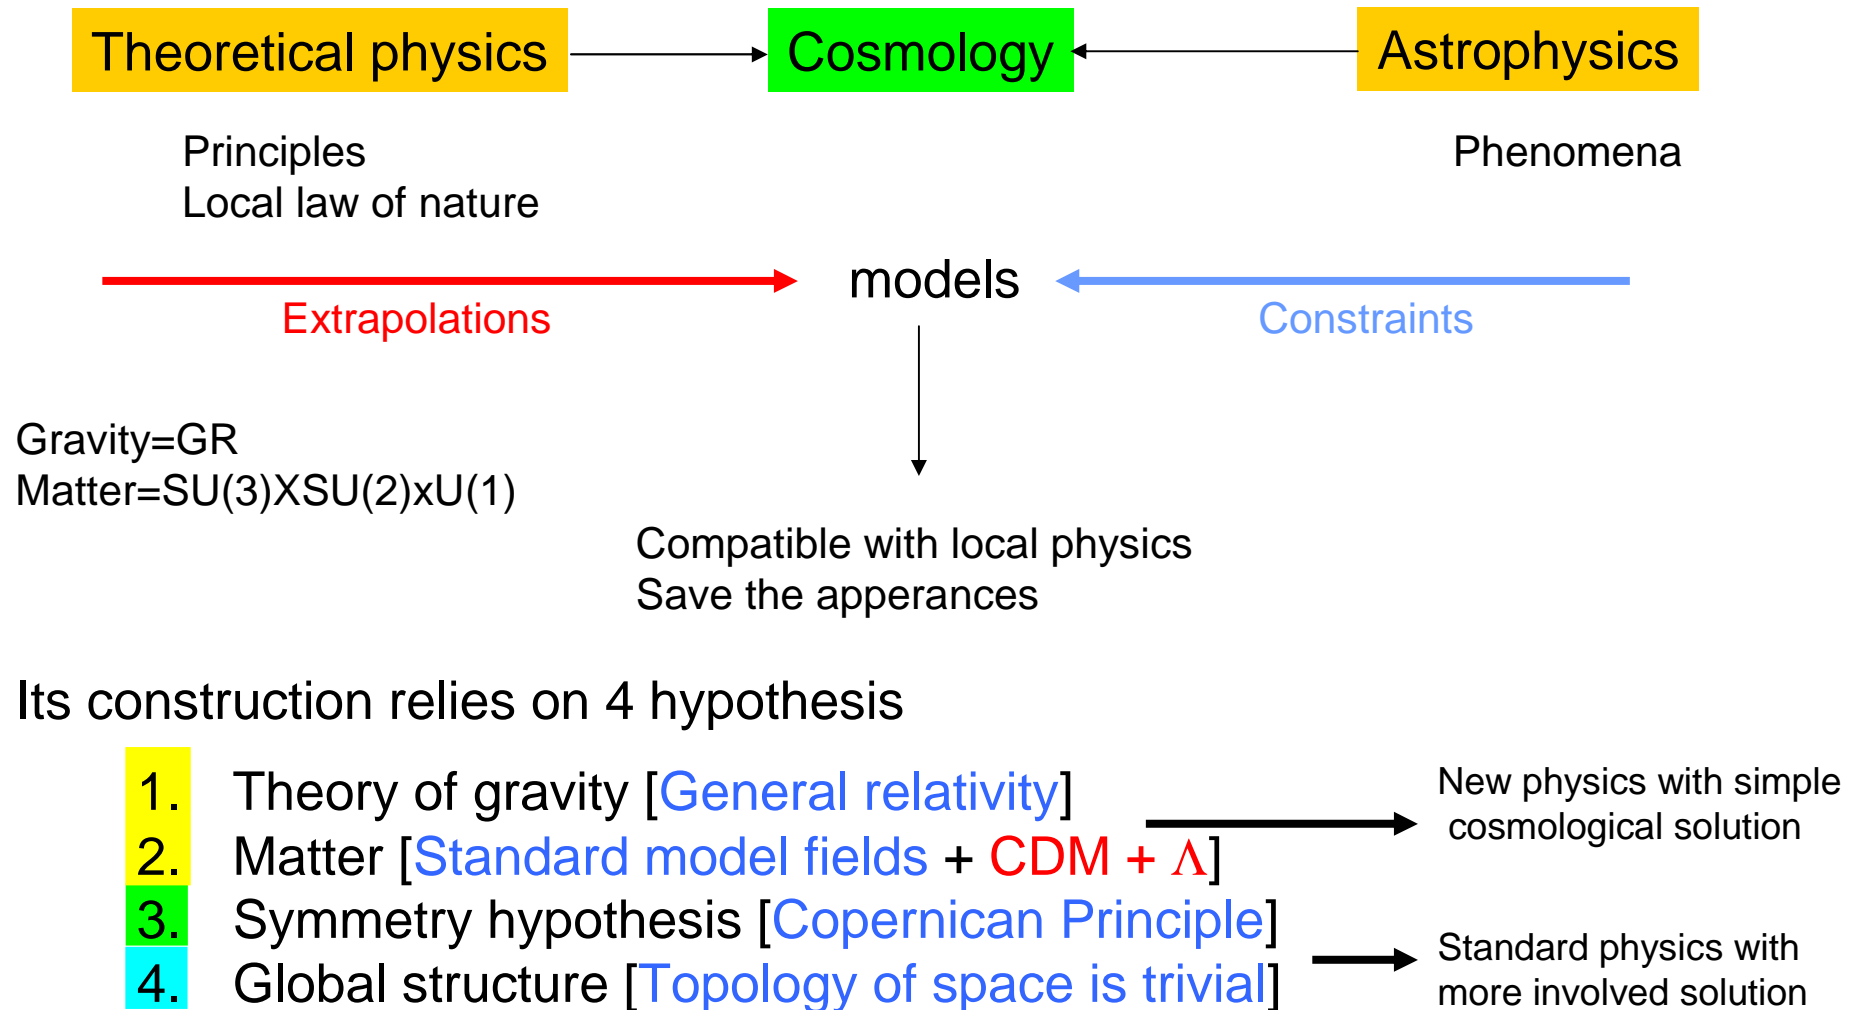 Theoretical physics
Cosmology
Astrophysics
Principles
Local law of nature
Phenomena
models
Extrapolations
Constraints
Gravity=GR
Matter=SU(3)XSU(2)xU(1)
Compatible with local physics
Save the apperances
Its construction relies on 4 hypothesis
1. Theory of gravity [General relativity]
2. Matter [Standard model fields + CDM + Λ]
New physics with simple
cosmological solution
3. Symmetry hypothesis [Copernican Principle]
4. Global structure [Topology of space is trivial]
Standard physics with
more involved solution